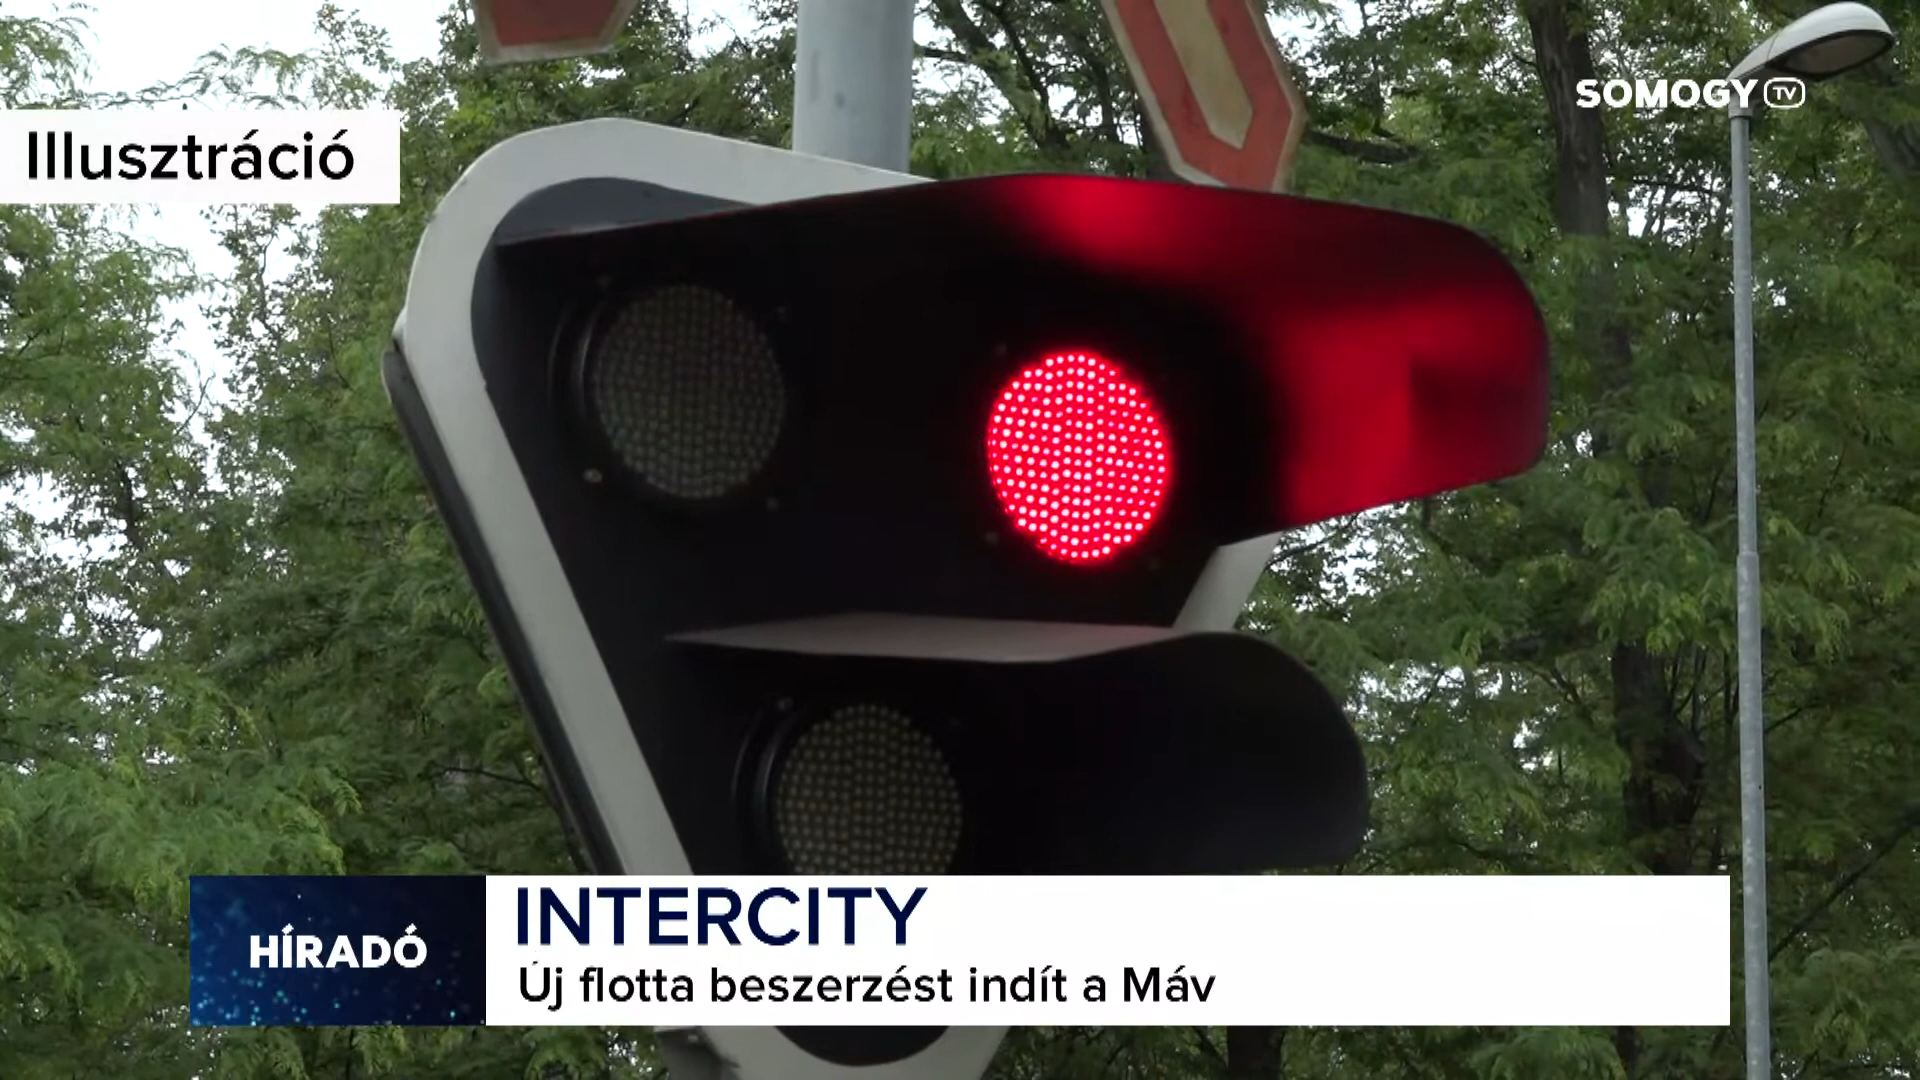 SOMOGY TV
Illusztráció
HÍRADÓ
INTERCITY
Új flotta beszerzést indít a Máv